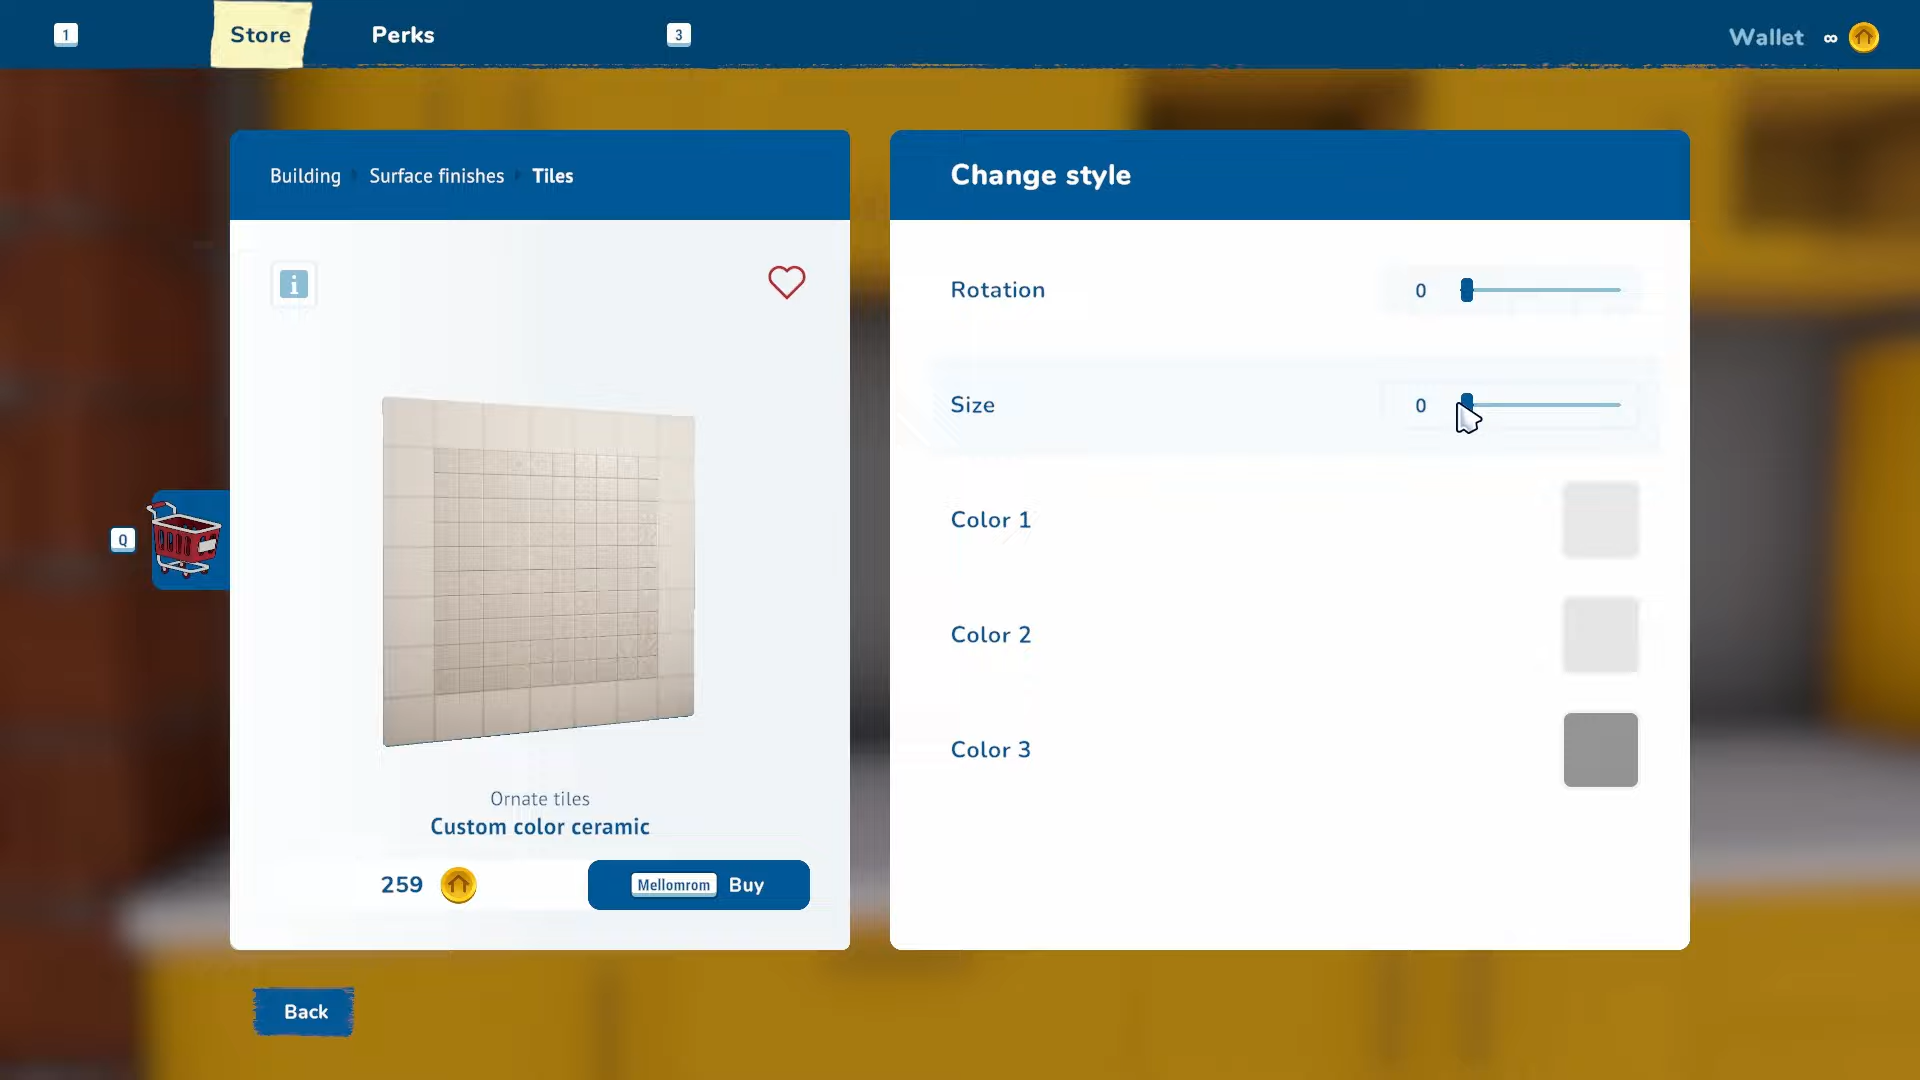 1
Store
Perks
3
Wallet ∞
Building Surface finishes Tiles
i
Q
Ornate tiles
Custom color ceramic
259
Mellomrom Buy
Back
Change style
Rotation 0
Size 0
Color 1
Color 2
Color 3